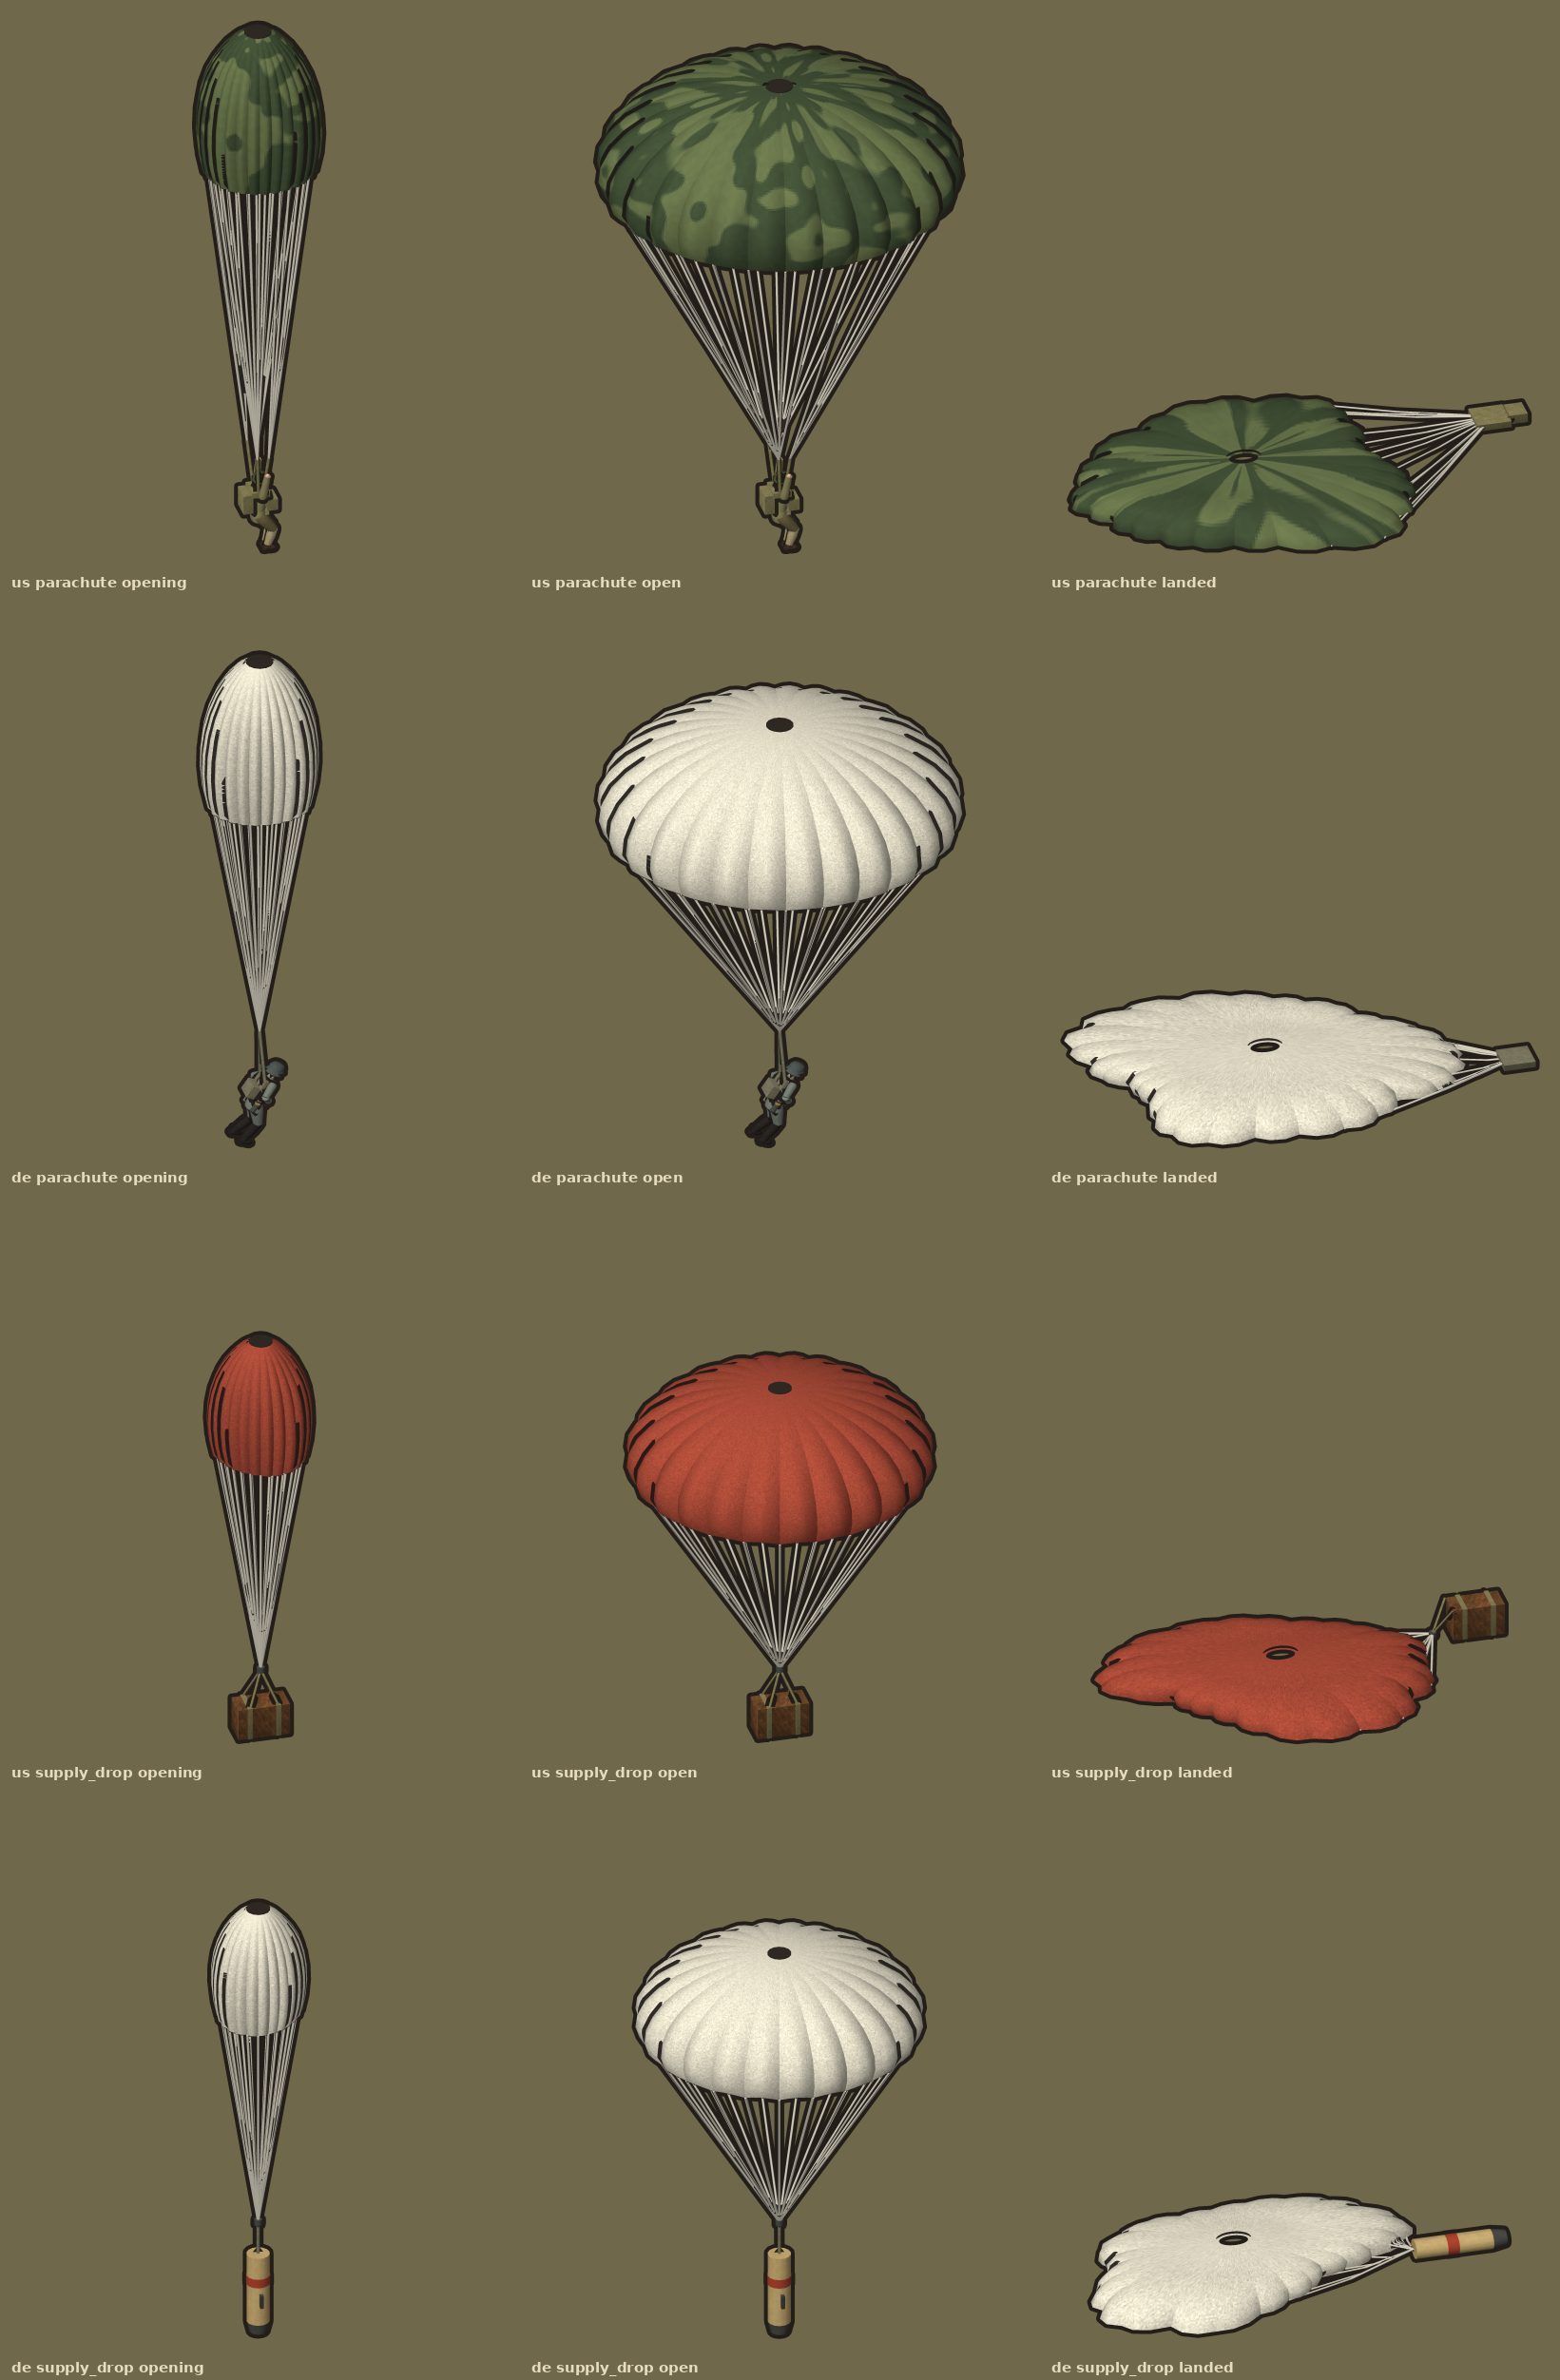 us parachute opening
us parachute open
us parachute landed
de parachute opening
de parachute open
de parachute landed
us supply_drop opening
us supply_drop open
us supply_drop landed
de supply_drop opening
de supply_drop open
de supply_drop landed